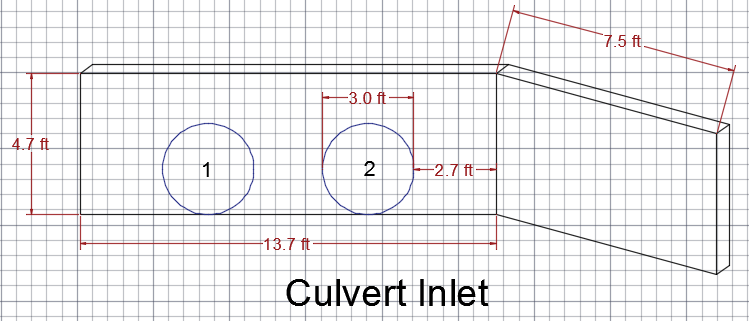 7.5 ft
3.0 ft
4.7 ft
1
2
2.7 ft
13.7 ft
Culvert Inlet